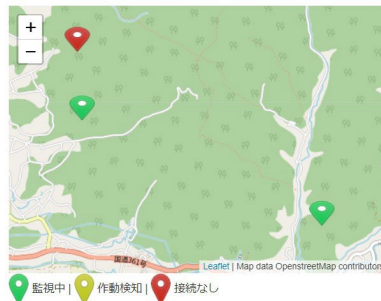 +
−
国道361号
Leaflet | Map data OpenstreetMap contributors
監視中 | 作動検知 | 接続なし